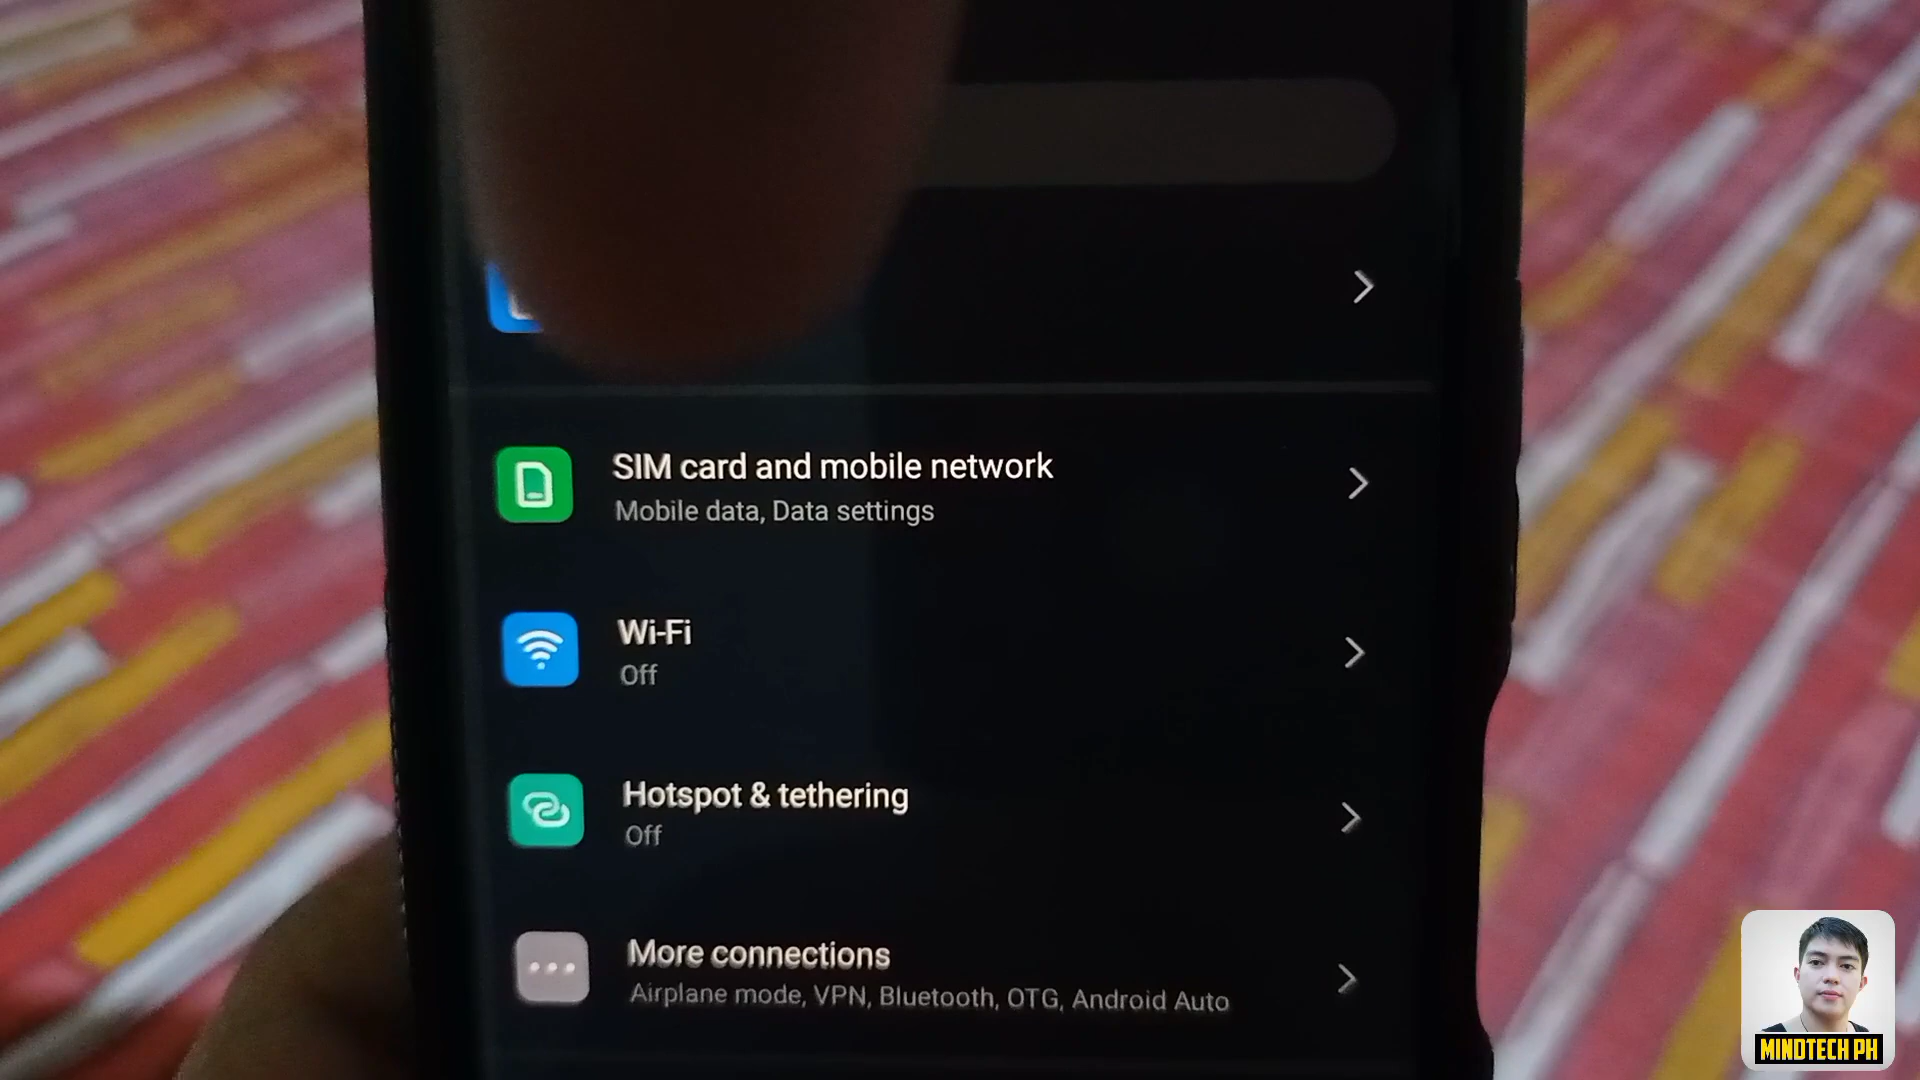 SIM card and mobile network
Mobile data, Data settings
Wi-Fi
Off
Hotspot & tethering
Off
More connections
Airplane mode, VPN, Bluetooth, OTG, Android Auto
MINDTECH PH